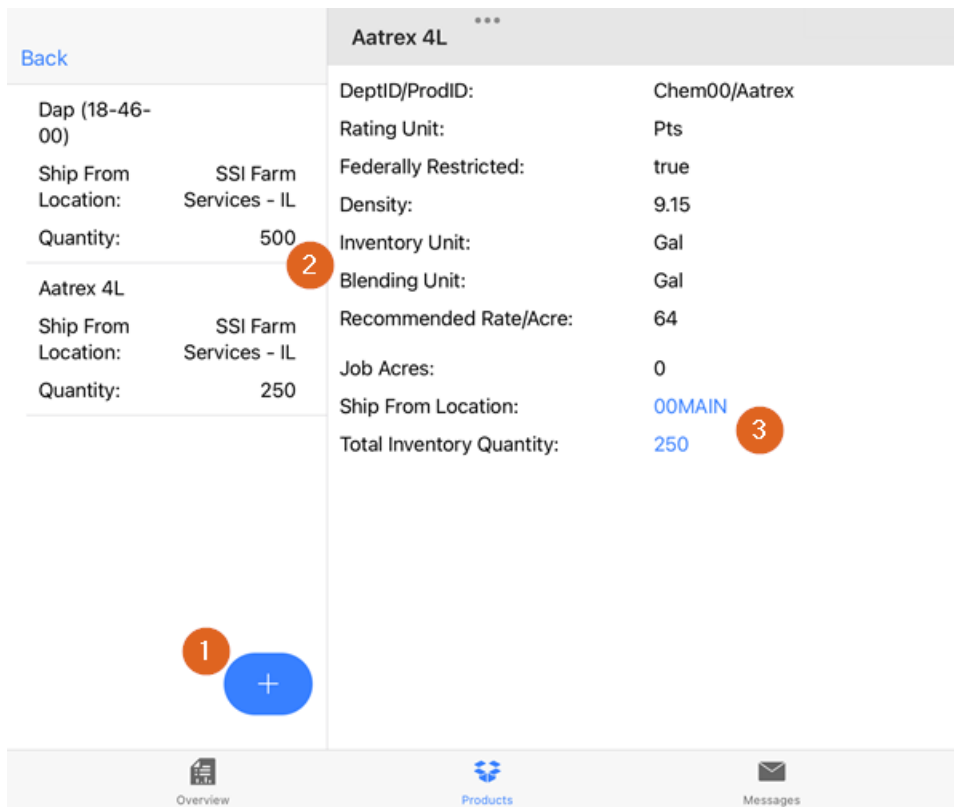 Back
Dap (18-46-
00)
Ship From
Location:
SSI Farm
Services - IL
Quantity: 500
2
Aatrex 4L
Ship From
Location:
SSI Farm
Services - IL
Quantity: 250
1
+
Aatrex 4L
DeptID/ProdID: Chem00/Aatrex
Rating Unit: Pts
Federally Restricted: true
Density: 9.15
Inventory Unit: Gal
Blending Unit: Gal
Recommended Rate/Acre: 64
Job Acres: 0
Ship From Location: 00MAIN
3
Total Inventory Quantity: 250
Overview
Products
Messages